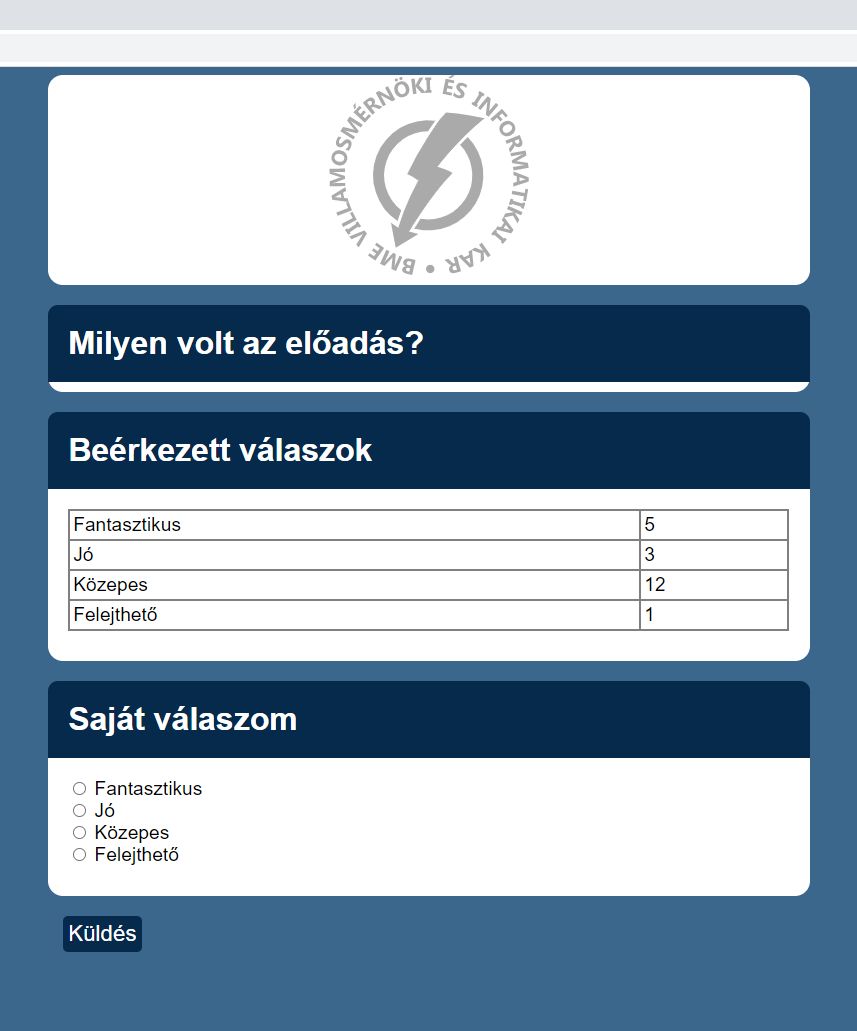 BME VILLAMOSMÉRNÖKI ÉS INFORMATIKAI KAR •
Milyen volt az előadás?
Beérkezett válaszok
Fantasztikus 5
Jó 3
Közepes 12
Felejthető 1
Saját válaszom
Fantasztikus
Jó
Közepes
Felejthető
Küldés